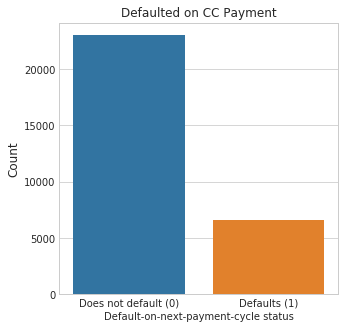 Defaulted on CC Payment
20000
15000
10000
5000
0
Count
Does not default (0)
Defaults (1)
Default-on-next-payment-cycle status